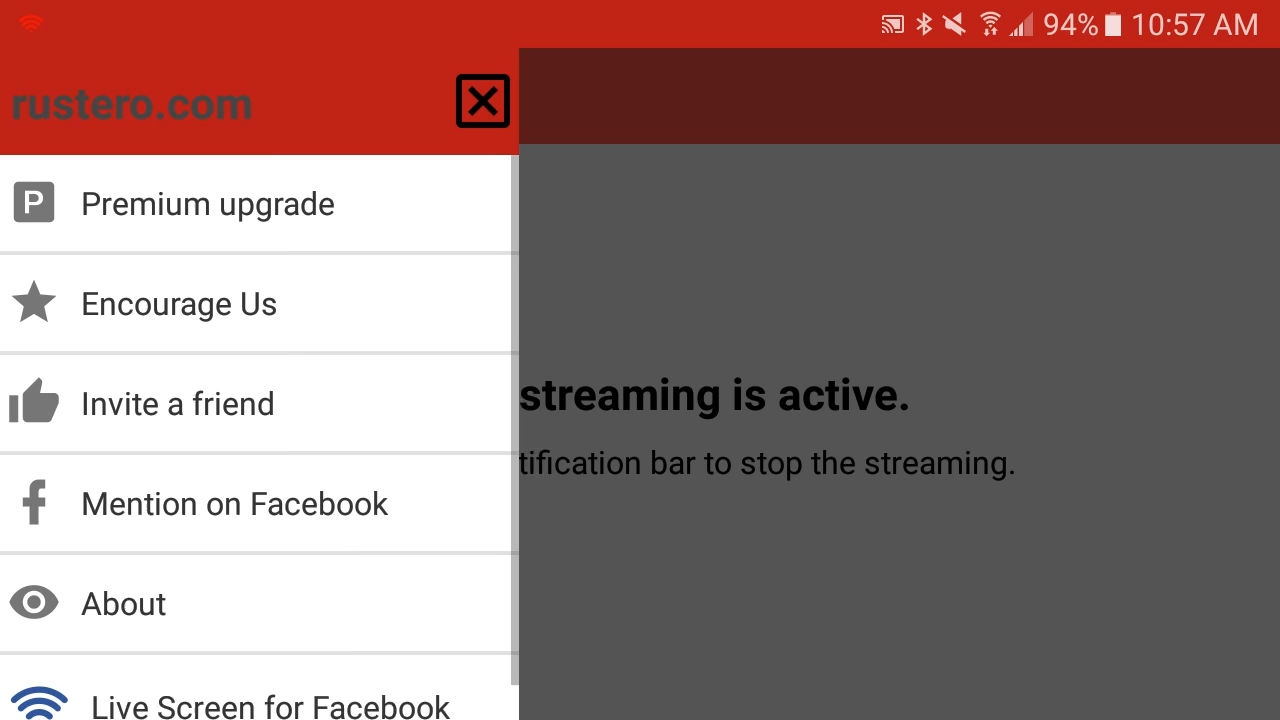 94% 10:57 AM
rustero.com
P Premium upgrade
Encourage Us
Invite a friend
streaming is active.
tification bar to stop the streaming.
Mention on Facebook
About
Live Screen for Facebook